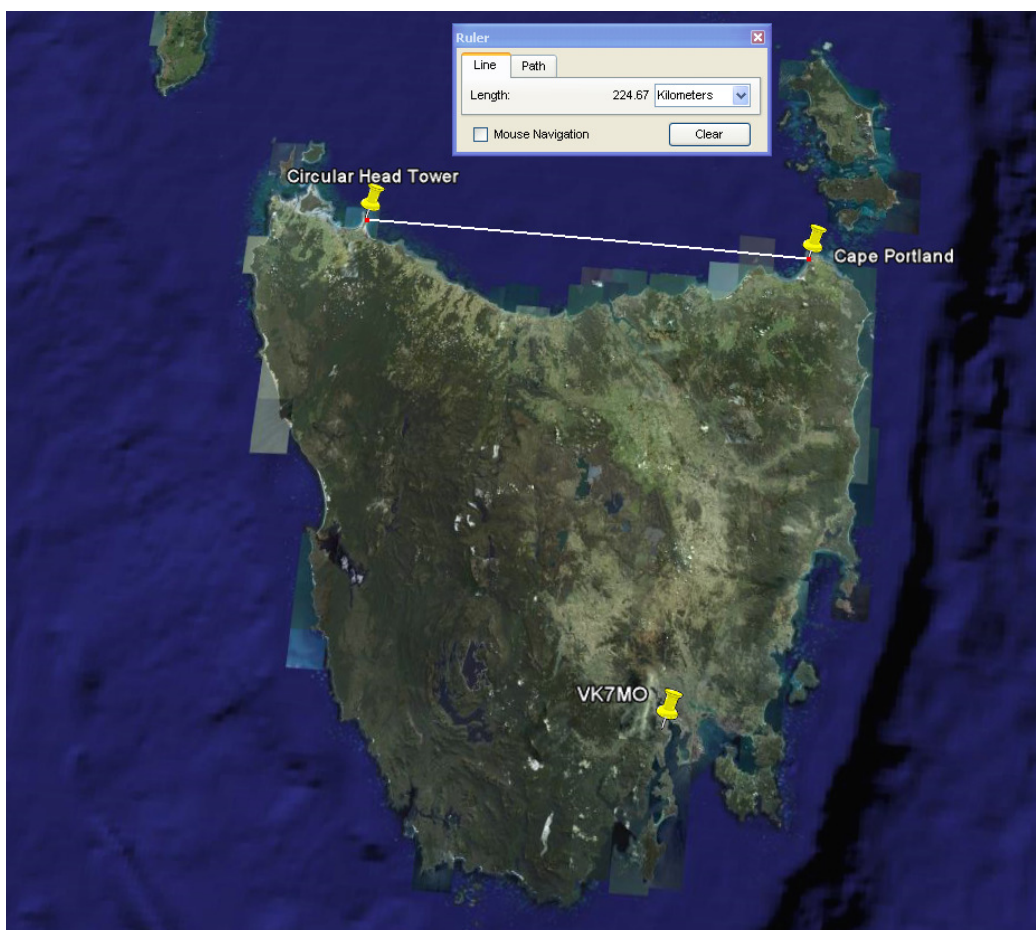 Ruler
Line Path
Length: 224.67 Kilometers
Mouse Navigation Clear
Circular Head Tower
Cape Portland
VK7MO